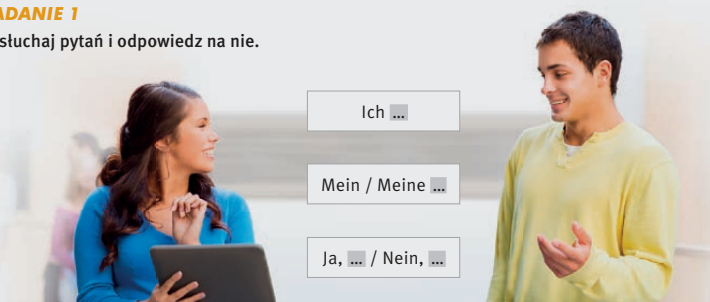 ADANIE 1
słuchaj pytań i odpowiedz na nie.
Ich ...
Mein / Meine ...
Ja, ... / Nein, ...